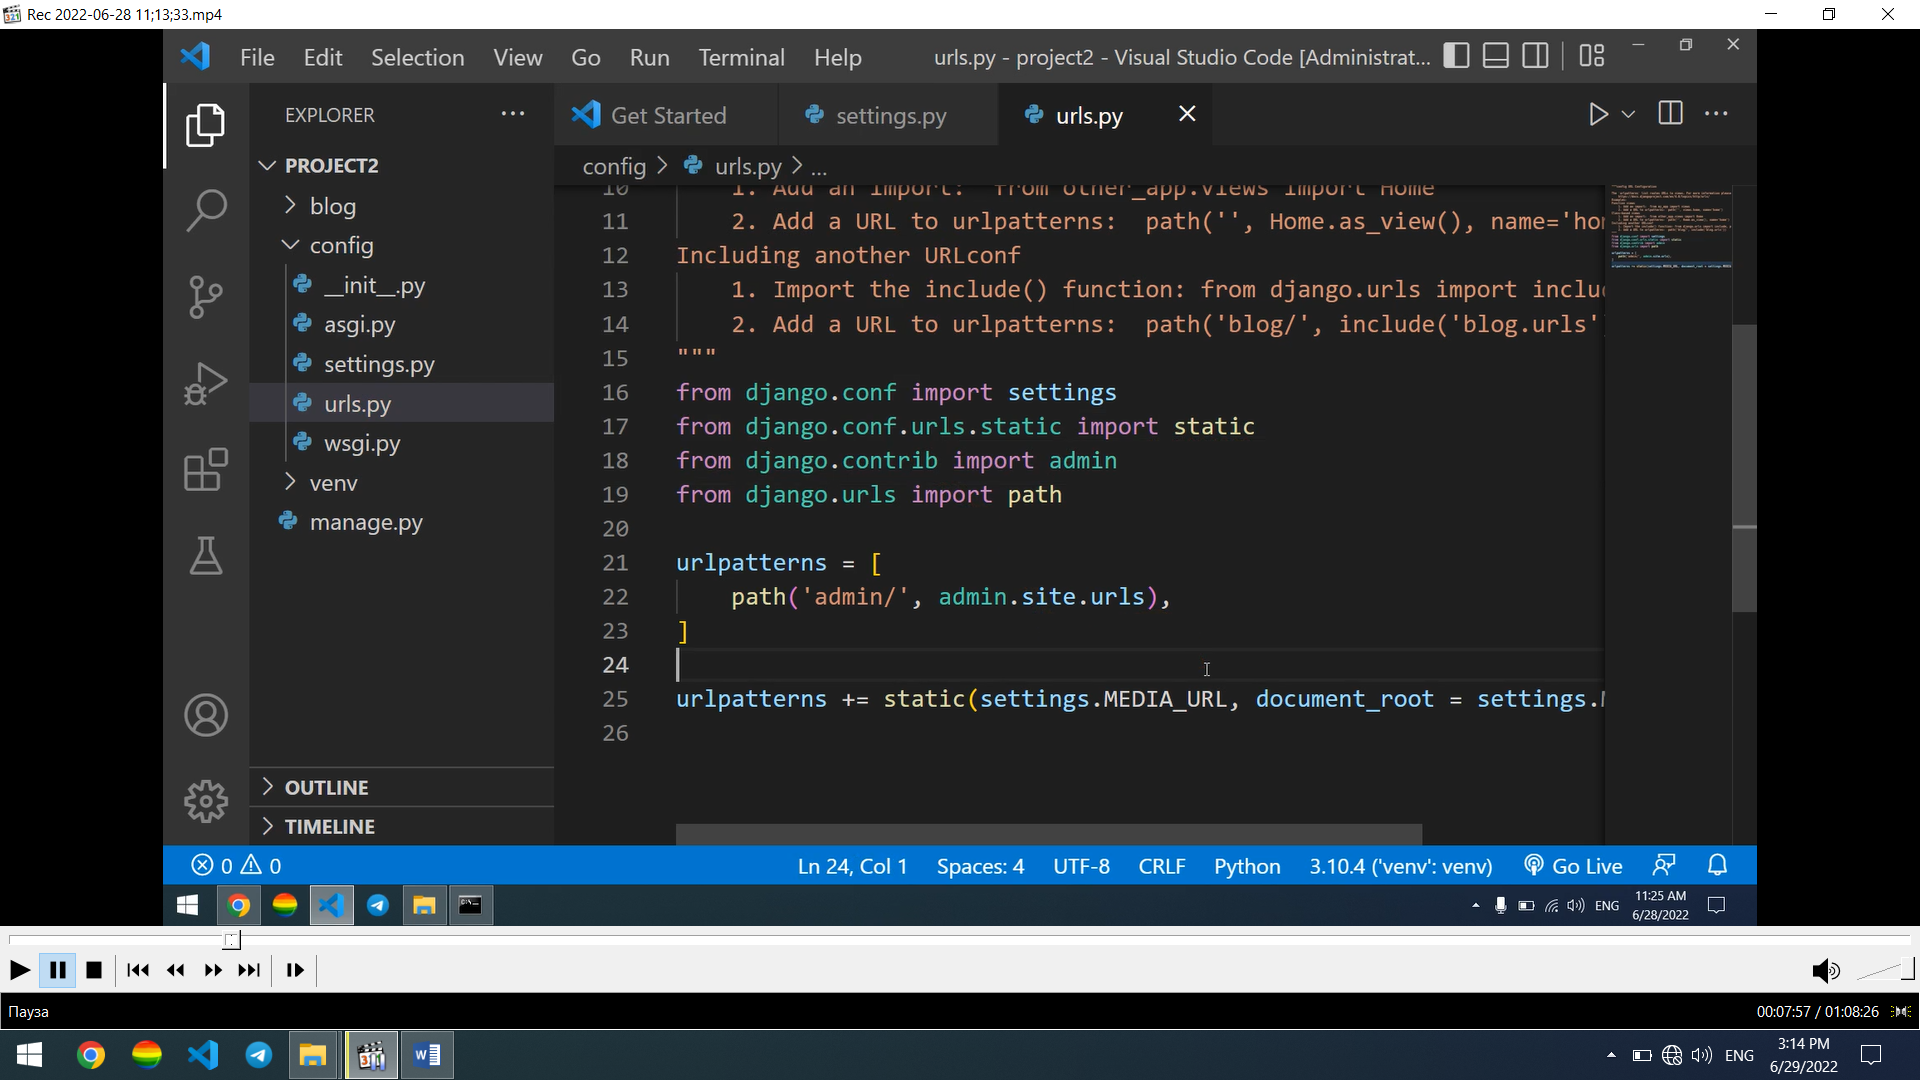 Rec 2022-06-28 11;13;33.mp4
File Edit Selection View Go Run Terminal Help urls.py - project2 - Visual Studio Code [Administrat...
EXPLORER ...
Get Started settings.py urls.py
config > urls.py > ...
PROJECT2
blog
config
__init__.py
asgi.py
settings.py
urls.py
wsgi.py
venv
manage.py
OUTLINE
TIMELINE
10 1. Add an import: from other_app.views import Home
11 2. Add a URL to urlpatterns: path('', Home.as_view(), name='ho
12 Including another URLconf
13 1. Import the include() function: from django.urls import inclu
14 2. Add a URL to urlpatterns: path('blog/', include('blog.urls'
15 """
16 from django.conf import settings
17 from django.conf.urls.static import static
18 from django.contrib import admin
19 from django.urls import path
20
21 urlpatterns = [
22 path('admin/', admin.site.urls),
23 ]
24
25 urlpatterns += static(settings.MEDIA_URL, document_root = settings.
26
0 0 Ln 24, Col 1 Spaces: 4 UTF-8 CRLF Python 3.10.4 ('venv': venv) Go Live
ENG 11:25 AM
6/28/2022
Пауза 00:07:57 / 01:08:26
ENG 3:14 PM
6/29/2022